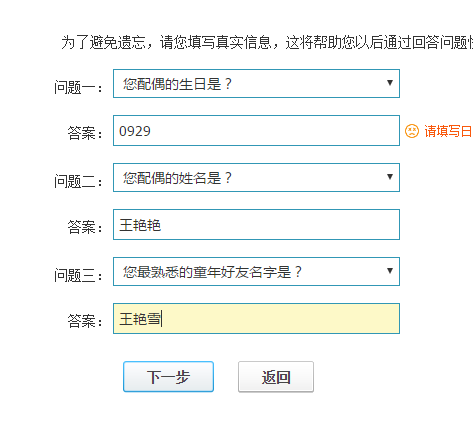 为了避免遗忘，请您填写真实信息，这将帮助您以后通过回答问题
问题一： 您配偶的生日是？
答案： 0929 请填写日
问题二： 您配偶的姓名是？
答案： 王艳艳
问题三： 您最熟悉的童年好友名字是？
答案： 王艳雪
下一步 返回